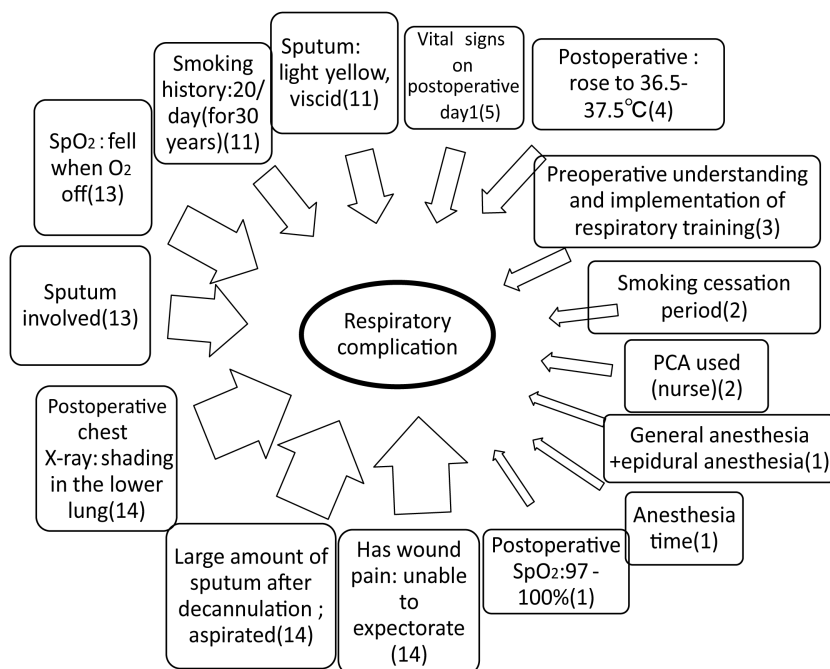 Sputum:
light yellow,
viscid(11)
Vital signs
on
postoperative
day1(5)
Postoperative :
rose to 36.5-
37.5℃(4)
Smoking
history:20/
day(for30
years)(11)
SpO₂ : fell
when O₂
off(13)
Preoperative understanding
and implementation of
respiratory training(3)
Sputum
involved(13)
Smoking cessation
period(2)
Respiratory
complication
PCA used
(nurse)(2)
Postoperative
chest
X-ray: shading
in the lower
lung(14)
General anesthesia
+epidural anesthesia(1)
Anesthesia
time(1)
Large amount of
sputum after
decannulation ;
aspirated(14)
Has wound
pain: unable
to
expectorate
(14)
Postoperative
SpO₂:97 -
100%(1)